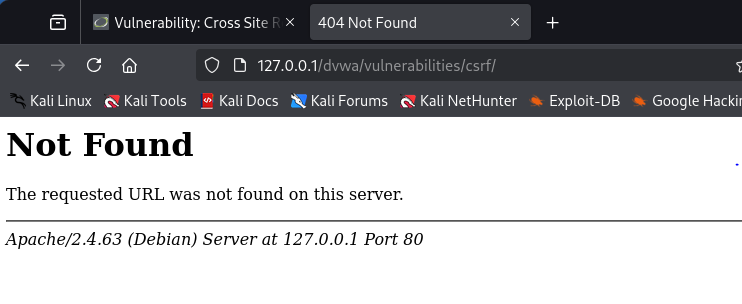 Vulnerability: Cross Site R
404 Not Found
127.0.0.1/dvwa/vulnerabilities/csrf/
Kali Linux Kali Tools Kali Docs Kali Forums Kali NetHunter Exploit-DB Google Hackin
Not Found
The requested URL was not found on this server.
Apache/2.4.63 (Debian) Server at 127.0.0.1 Port 80